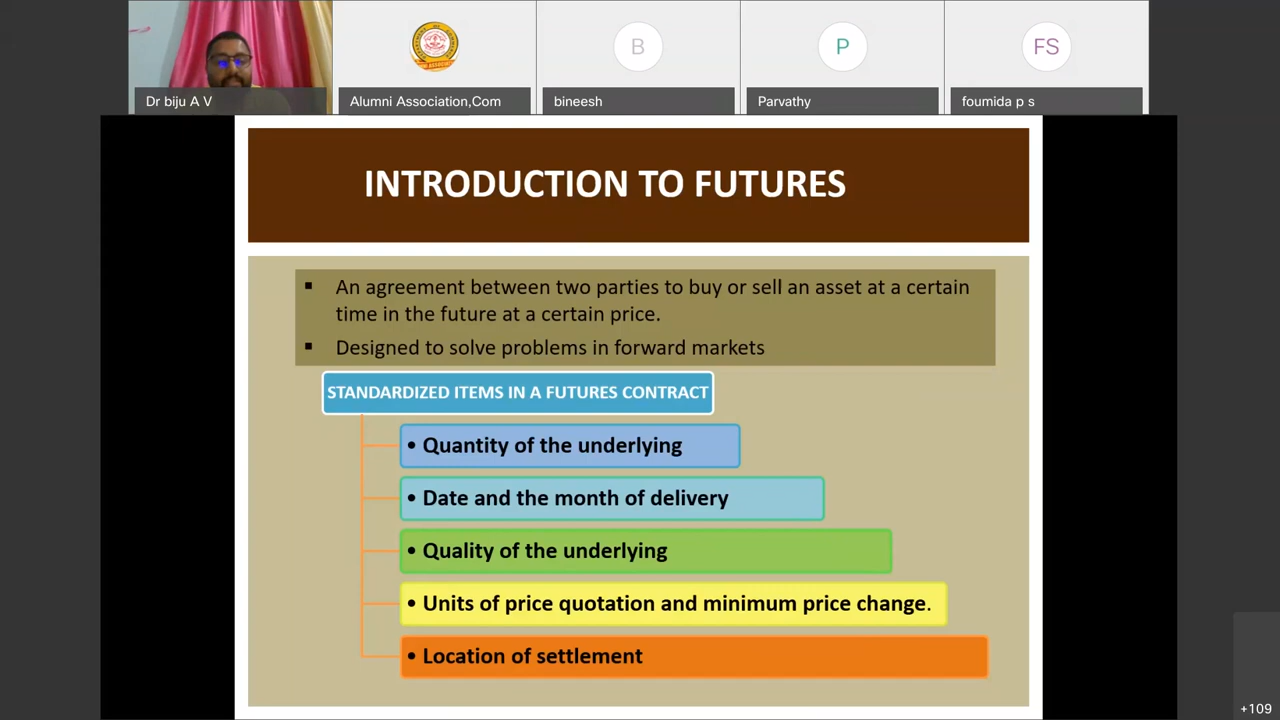 B
P
FS
Dr biju A V
Alumni Association,Com
bineesh
Parvathy
foumida p s
INTRODUCTION TO FUTURES
▪ An agreement between two parties to buy or sell an asset at a certain
time in the future at a certain price.
▪ Designed to solve problems in forward markets
STANDARDIZED ITEMS IN A FUTURES CONTRACT
• Quantity of the underlying
• Date and the month of delivery
• Quality of the underlying
• Units of price quotation and minimum price change.
• Location of settlement
+109